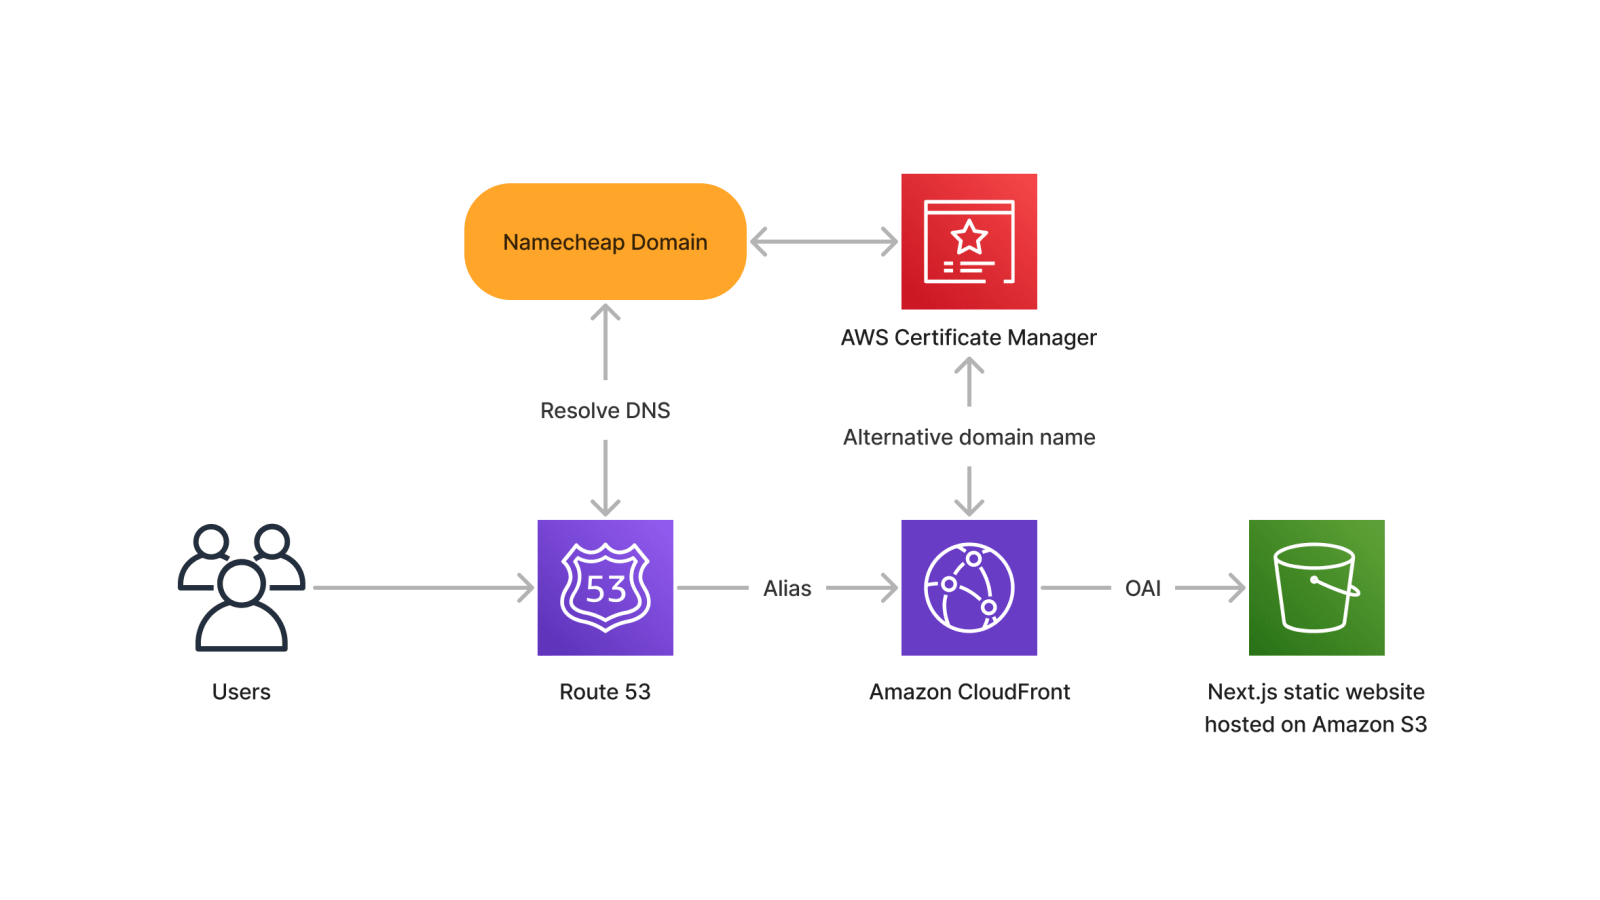 Namecheap Domain
AWS Certificate Manager
Resolve DNS
Alternative domain name
53
Alias
OAI
Users
Route 53
Amazon CloudFront
Next.js static website
hosted on Amazon S3